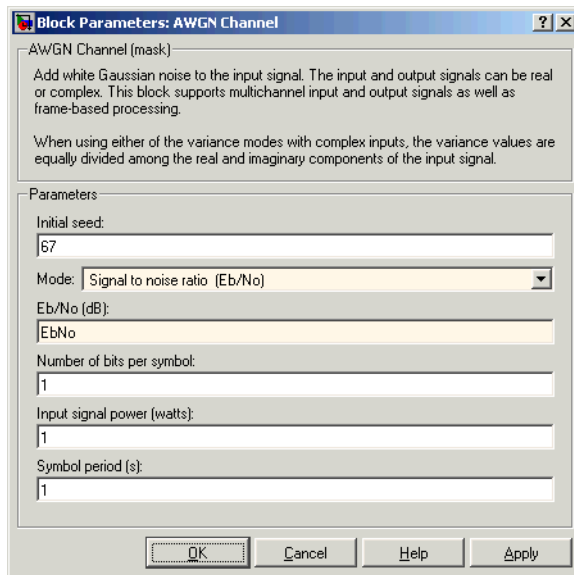 Block Parameters: AWGN Channel
AWGN Channel (mask)
Add white Gaussian noise to the input signal. The input and output signals can be real
or complex. This block supports multichannel input and output signals as well as
frame-based processing.
When using either of the variance modes with complex inputs, the variance values are
equally divided among the real and imaginary components of the input signal.
Parameters
Initial seed:
67
Mode: Signal to noise ratio (Eb/No)
Eb/No (dB):
EbNo
Number of bits per symbol:
1
Input signal power (watts):
1
Symbol period (s):
1
OK Cancel Help Apply